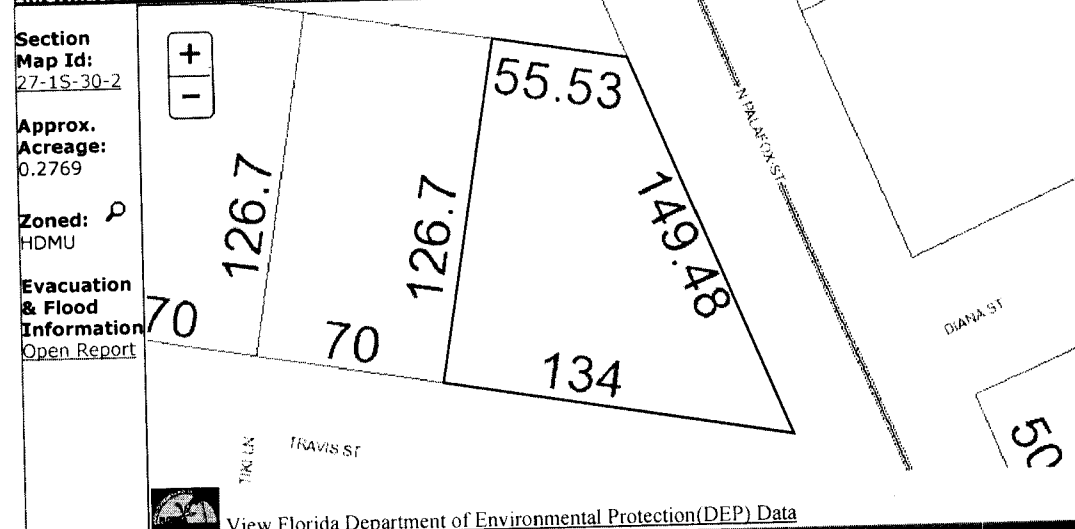 Section
Map Id:
27-1S-30-2
Approx.
Acreage:
0.2769
Zoned:
HDMU
Evacuation
& Flood
Information
Open Report
+
−
55.53
N PALAFOX ST
126.7
126.7
149.48
70
70
134
DIANA ST
50
TIKI LN
TRAVIS ST
View Florida Department of Environmental Protection(DEP) Data